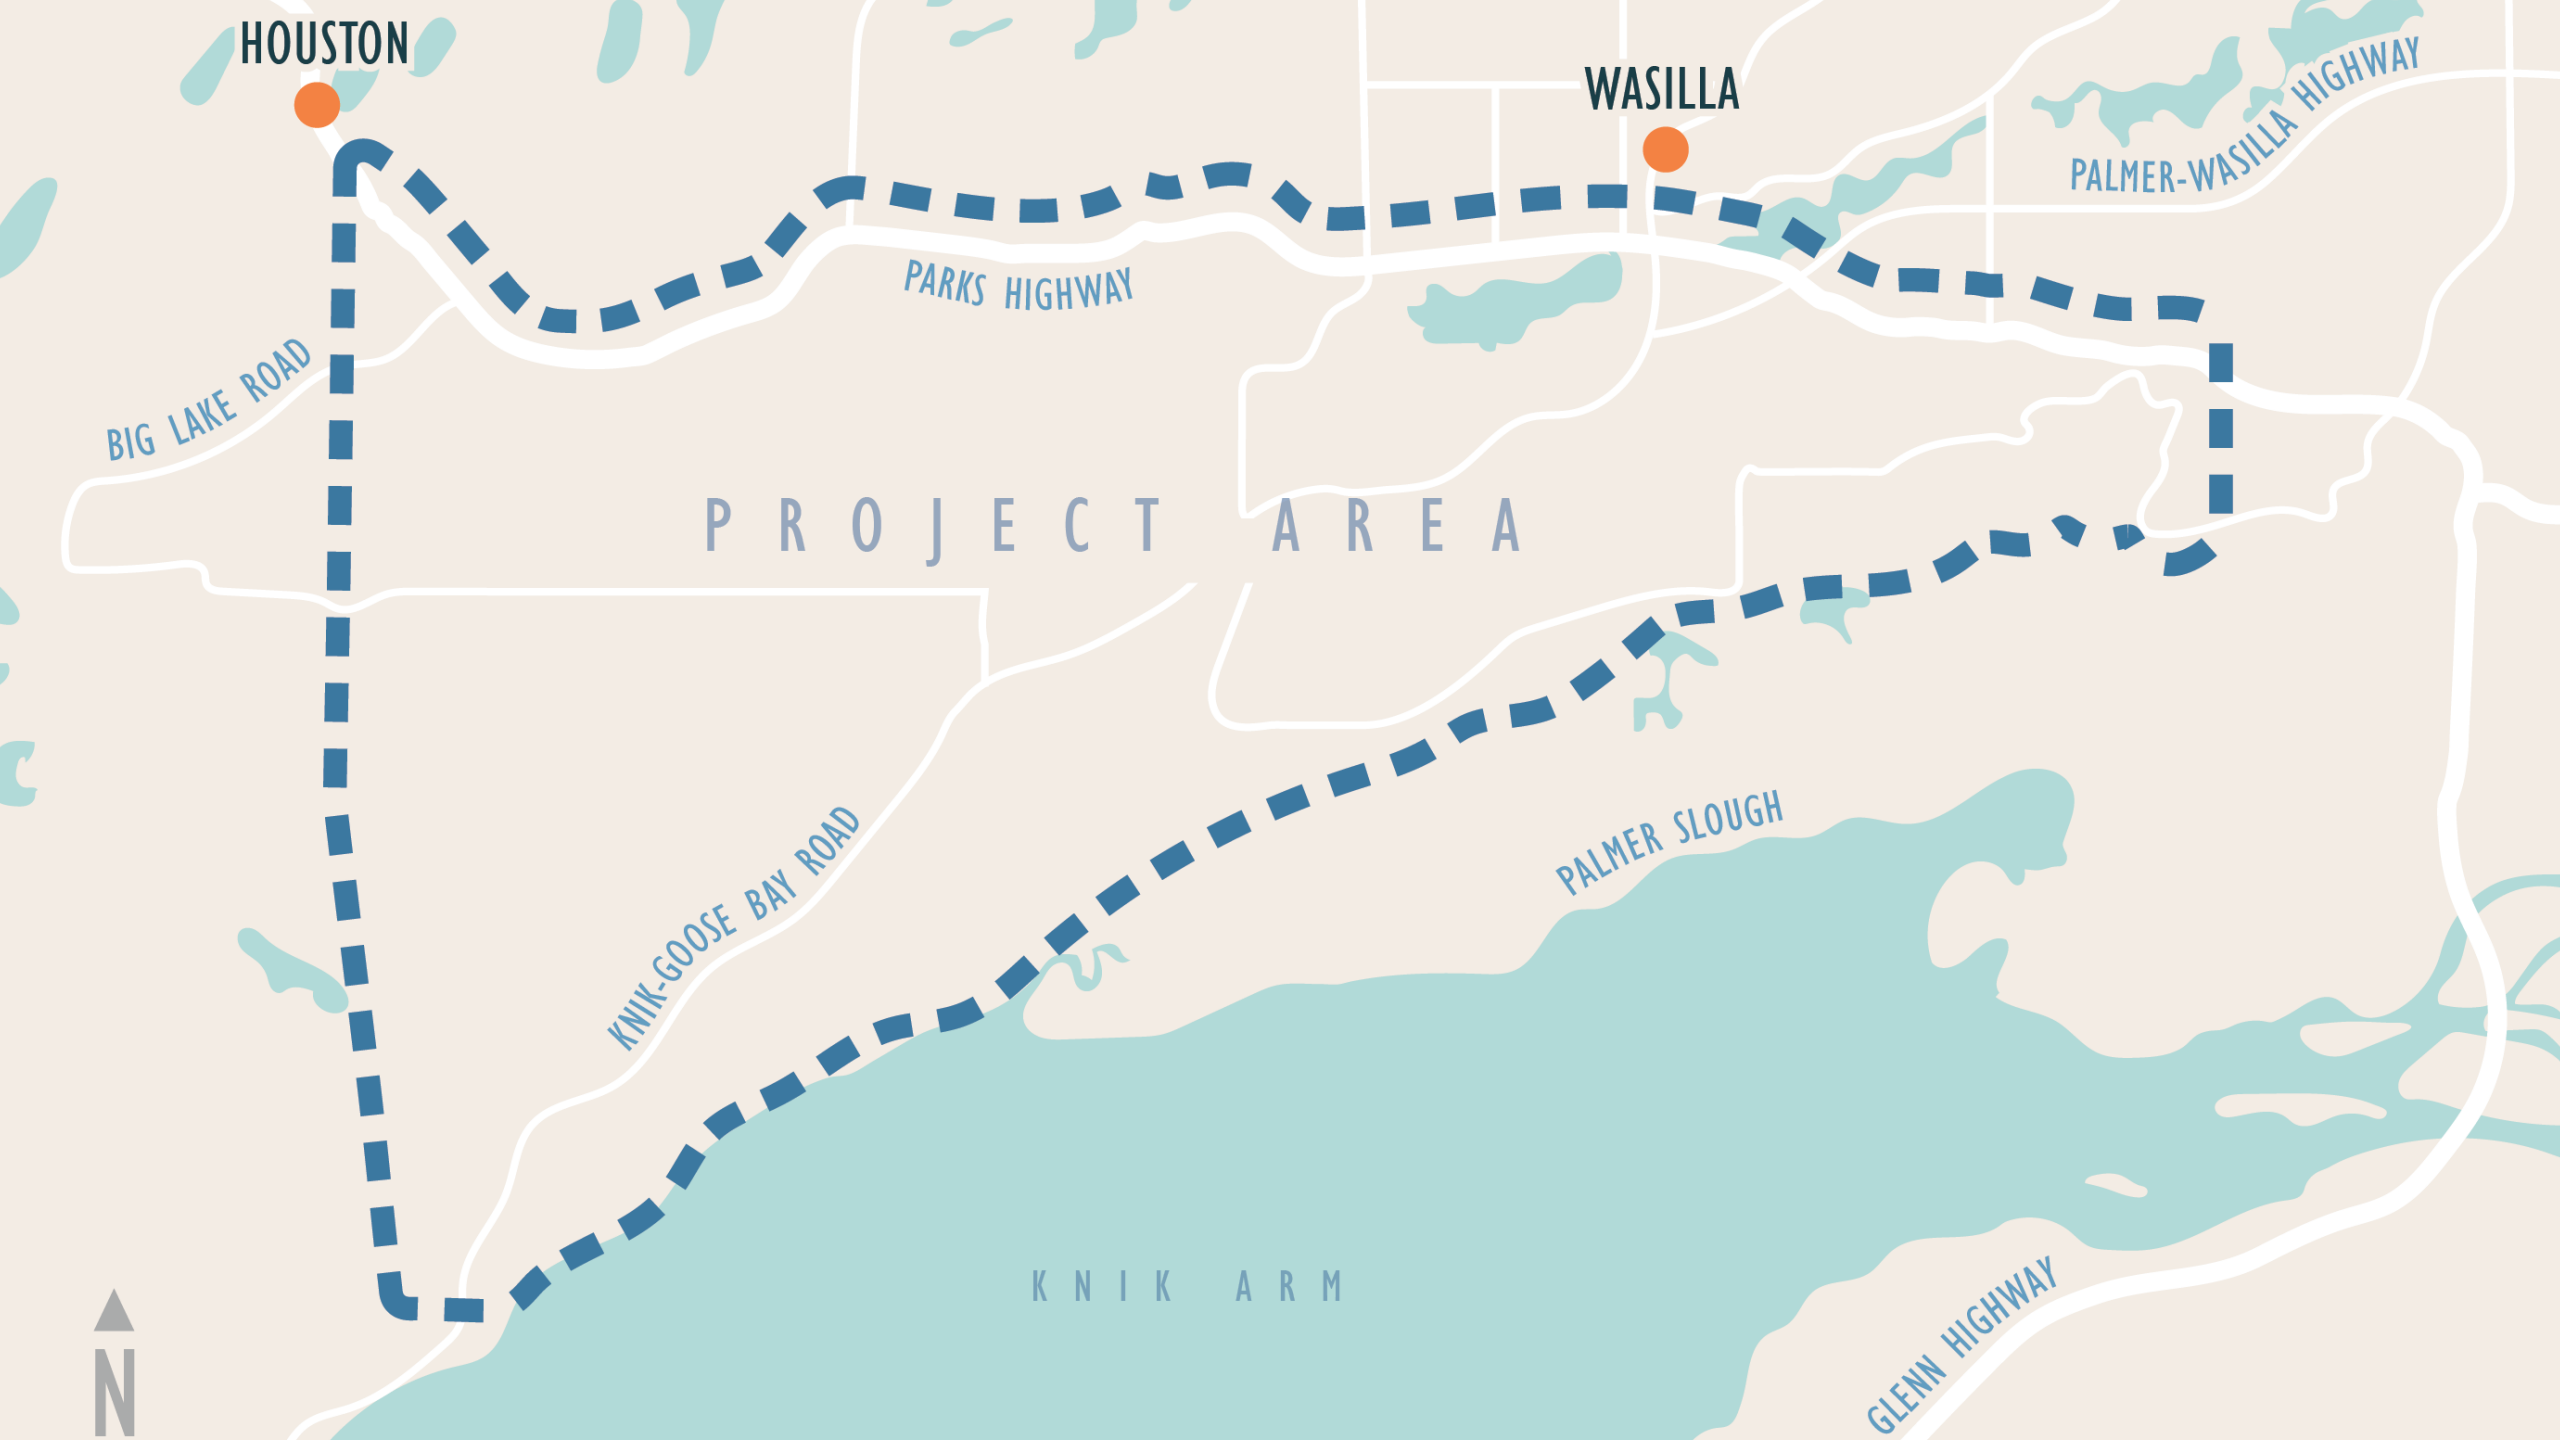 HOUSTON
WASILLA
PALMER-WASILLA HIGHWAY
PARKS HIGHWAY
BIG LAKE ROAD
PROJECT AREA
KNIK-GOOSE BAY ROAD
PALMER SLOUGH
KNIK ARM
GLENN HIGHWAY
N